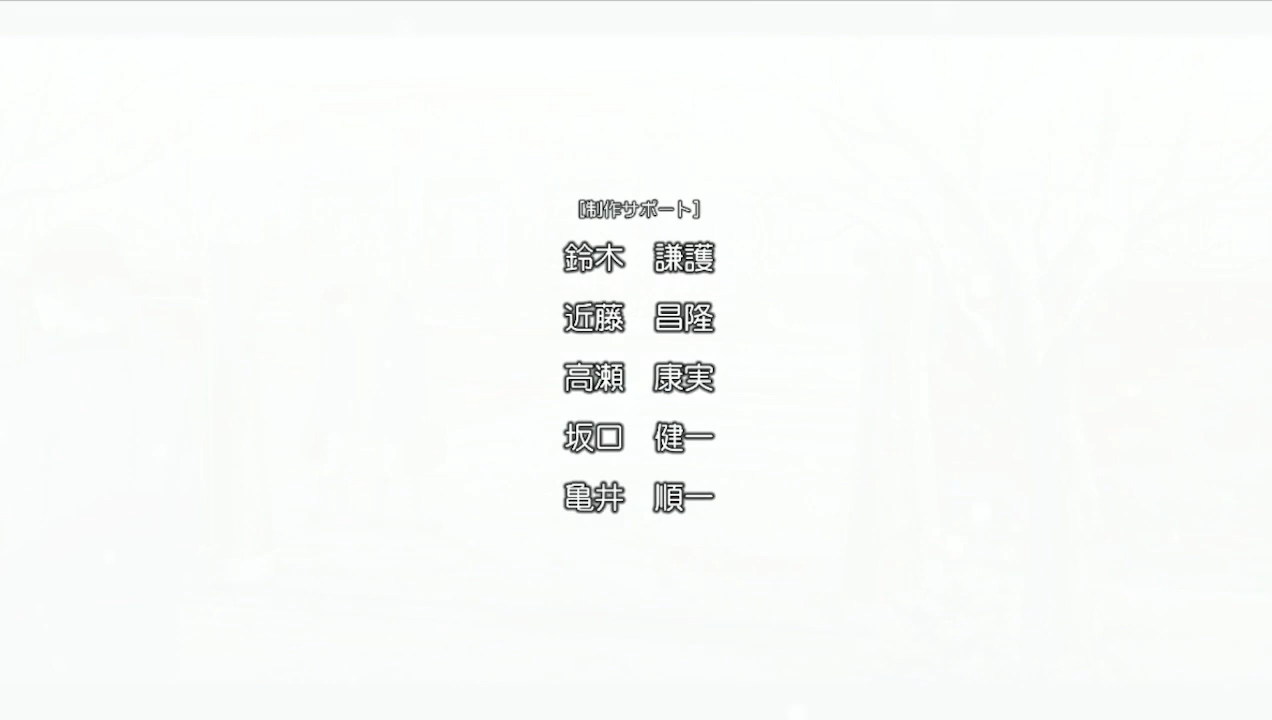 [制作サポート]
鈴木　謙護
近藤　昌隆
高瀬　康実
坂口　健一
亀井　順一